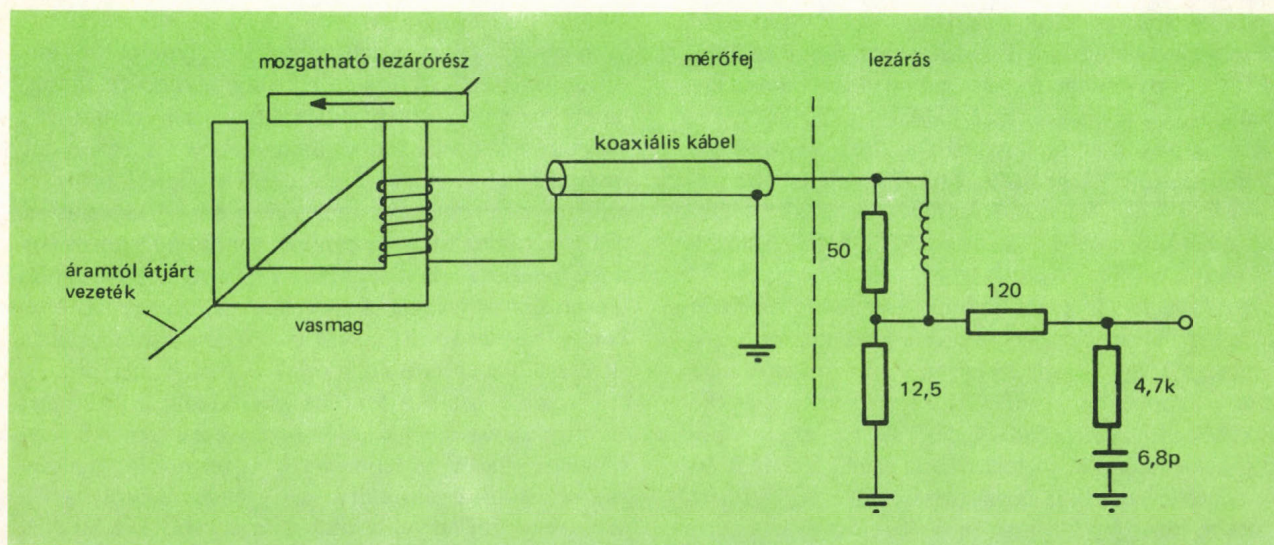 mozgatható lezárórész
mérőfej
lezárás
koaxiális kábel
áramtól átjárt
vezeték
vasmag
50
120
12,5
4,7k
6,8p